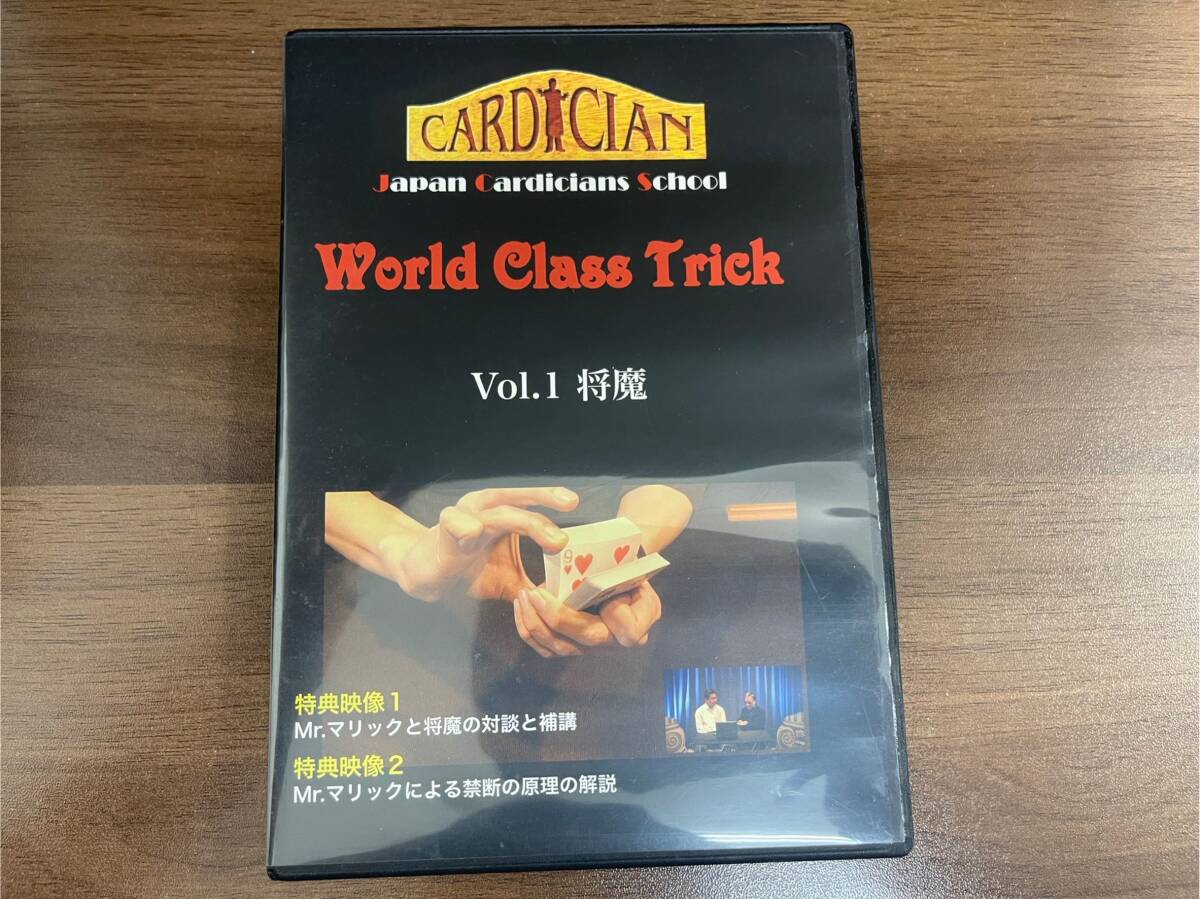 CARDICIAN
Japan Cardicians School
World Class Trick
Vol.1 将魔
9
特典映像1
Mr.マリックと将魔の対談と補講
特典映像2
Mr.マリックによる禁断の原理の解説